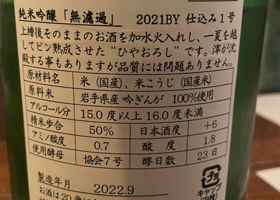 純米吟醸「無濾過」 2021BY 仕込み1号
上槽後そのままのお酒を加水火入れし、一夏を越
してビン熟成させた"ひやおろし"です。滓が沈
殿する事もありますが品質に問題ありません。
原材料名 米(国産)、米こうじ(国産米)
原料米 岩手県産 吟ぎんが 100%使用
アルコール分 15.0度以上16.0度未満
精米歩合 50% 日本酒度 +6
アミノ酸度 0.7 酸度 1.8
使用酵母 協会7号 醪日数 23日
製造年月 2022.9
キャップ